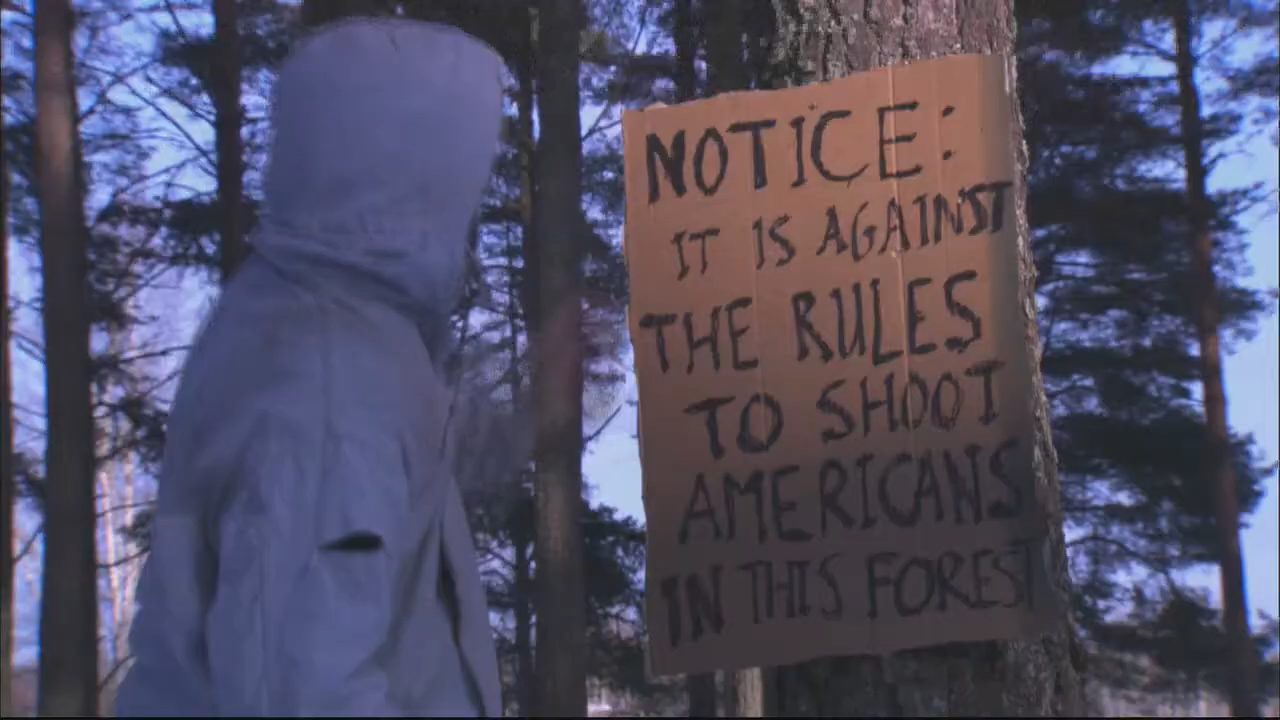 NOTICE:
IT IS AGAINST
THE RULES
TO SHOOT
AMERICANS
IN THIS FOREST